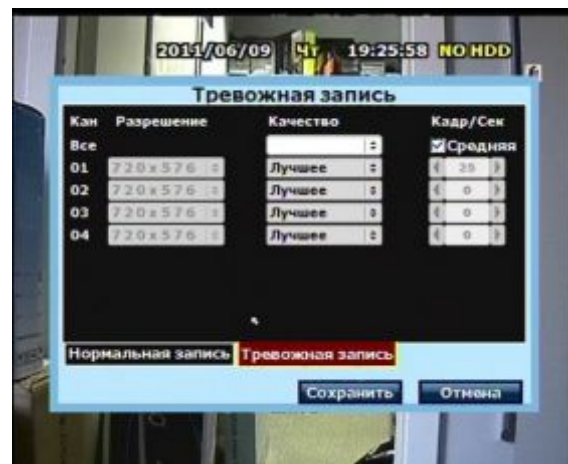 2011/06/09 Чт 19:25:58 NO HDD
Тревожная запись
Кан Разрешение Качество Кадр/Сек
Все Средняя
01 720x576 Лучшее 25
02 720x576 Лучшее 0
03 720x576 Лучшее 0
04 720x576 Лучшее 0
Нормальная запись Тревожная запись
Сохранить Отмена